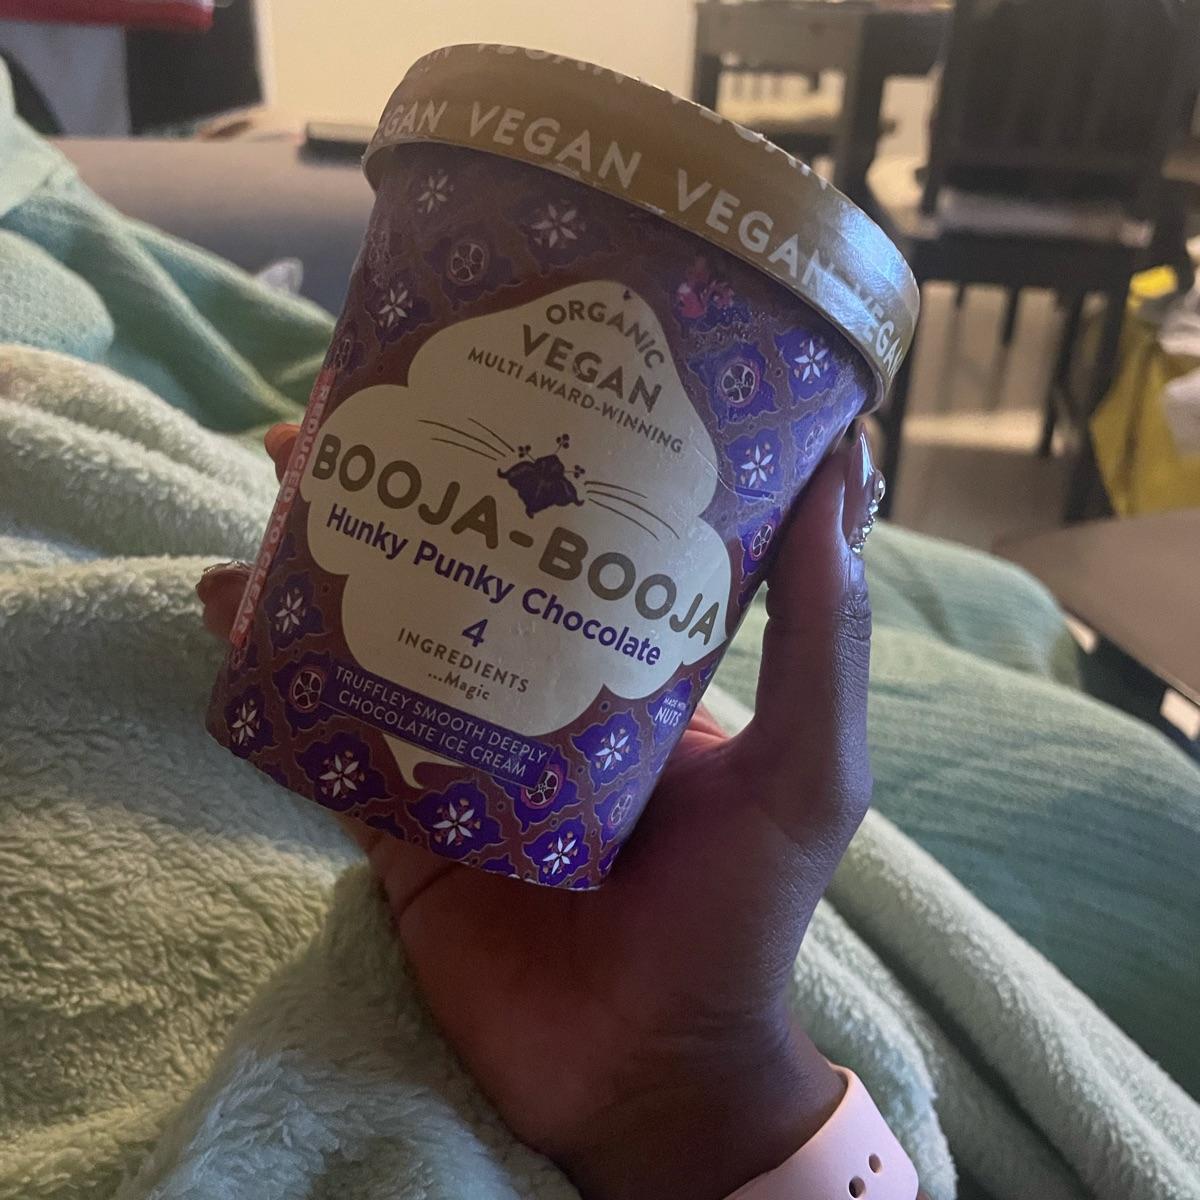 VEGAN VEGAN VEGAN VEGAN
ORGANIC
VEGAN
MULTI AWARD-WINNING
BOOJA-BOOJA
Hunky Punky Chocolate
4
INGREDIENTS
...Magic
TRUFFLEY SMOOTH DEEPLY
CHOCOLATE ICE CREAM
MADE WITH
NUTS
REDUCED TO CLEAR